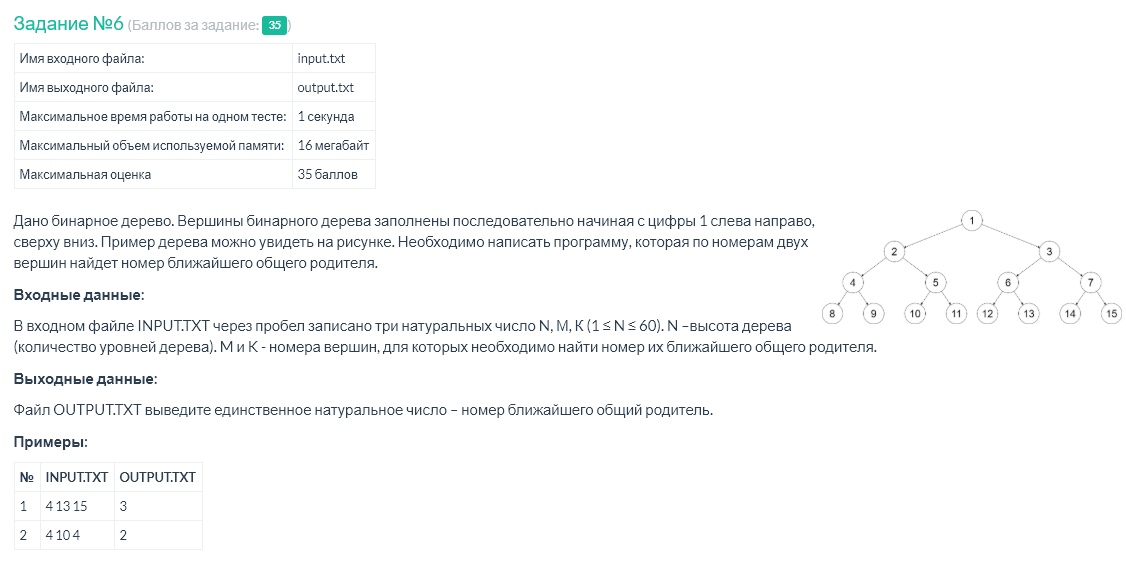 Задание №6 (Баллов за задание: 35)
Имя входного файла: input.txt
Имя выходного файла: output.txt
Максимальное время работы на одном тесте: 1 секунда
Максимальный объем используемой памяти: 16 мегабайт
Максимальная оценка 35 баллов
Дано бинарное дерево. Вершины бинарного дерева заполнены последовательно начиная с цифры 1 слева направо,
сверху вниз. Пример дерева можно увидеть на рисунке. Необходимо написать программу, которая по номерам двух
вершин найдет номер ближайшего общего родителя.
1
2 3
4 5 6 7
8 9 10 11 12 13 14 15
Входные данные:
В входном файле INPUT.TXT через пробел записано три натуральных число N, M, K (1 ≤ N ≤ 60). N –высота дерева
(количество уровней дерева). M и K - номера вершин, для которых необходимо найти номер их ближайшего общего родителя.
Выходные данные:
Файл OUTPUT.TXT выведите единственное натуральное число – номер ближайшего общий родитель.
Примеры:
№ INPUT.TXT OUTPUT.TXT
1 4 13 15 3
2 4 10 4 2